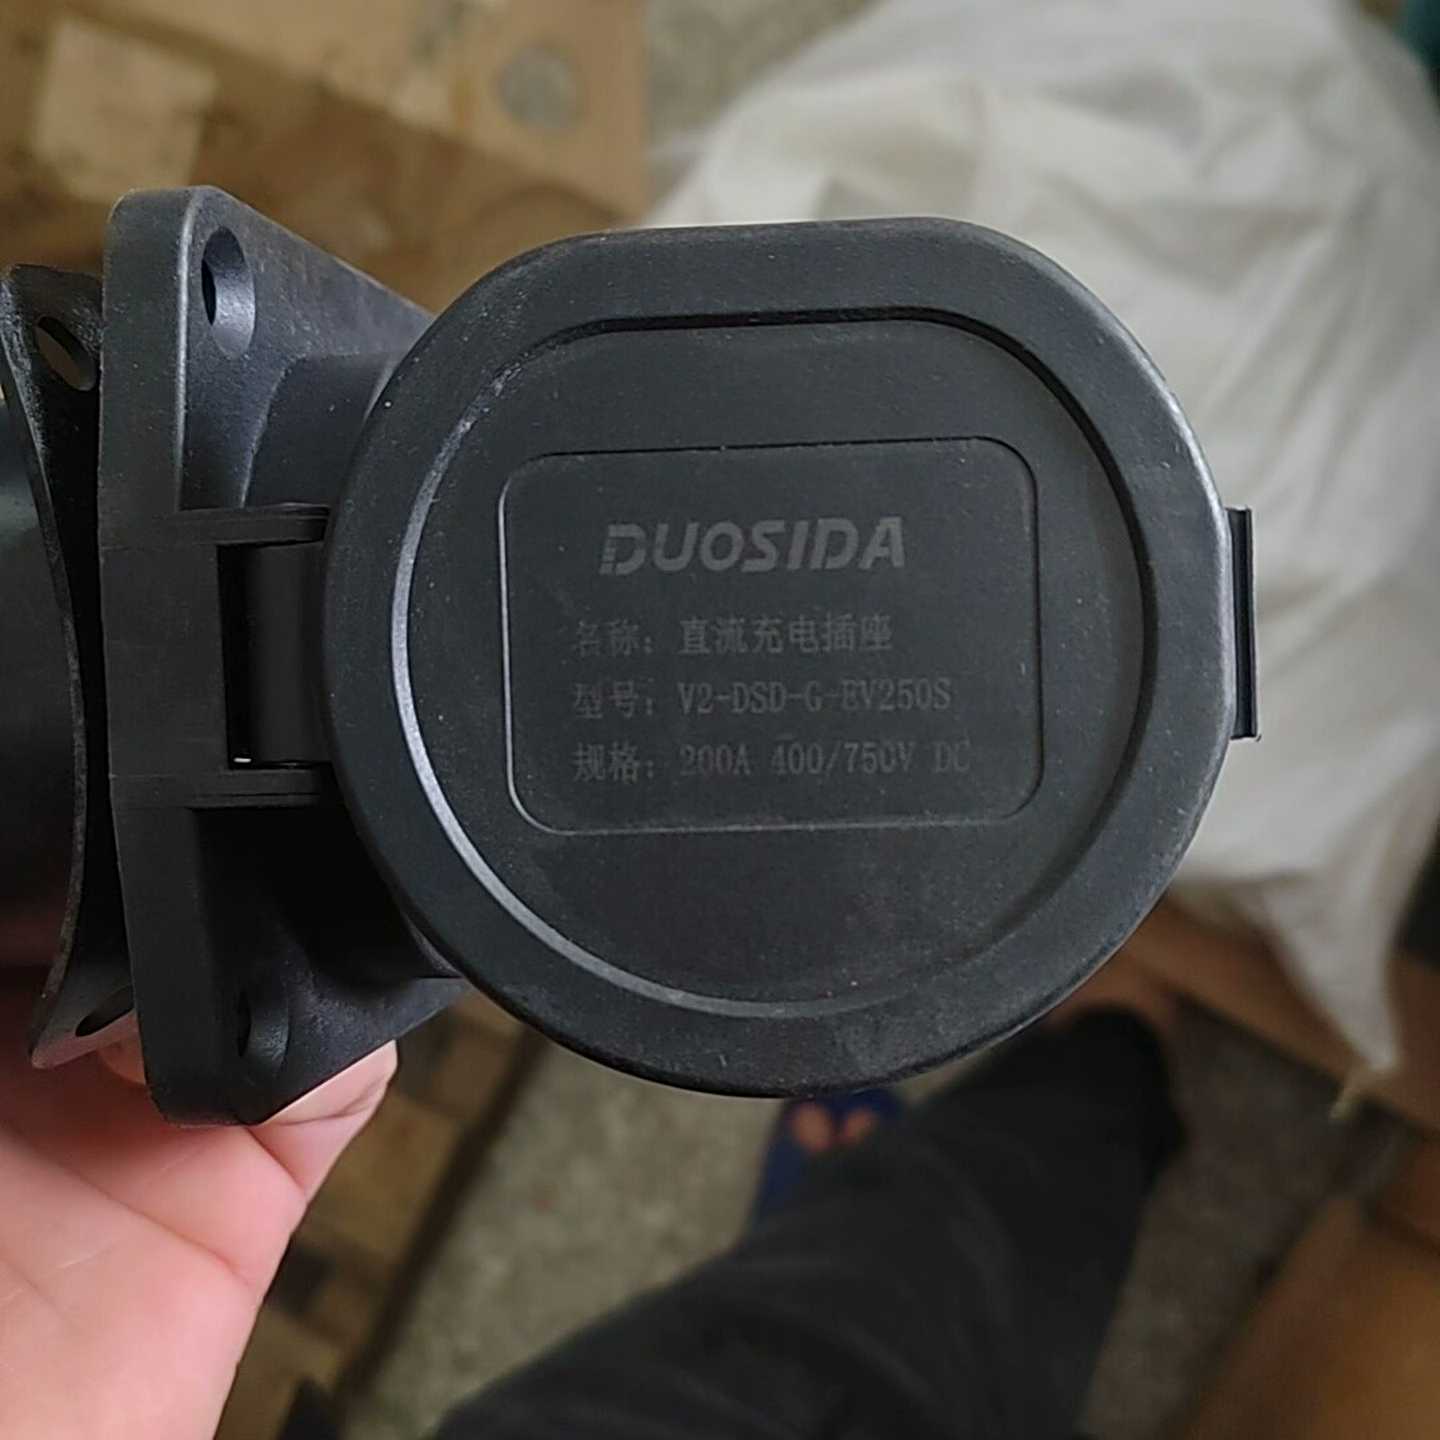 DUOSIDA
名称：直流充电插座
型号：V2-DSD-G-EV250S
规格：200A 400/750V DC